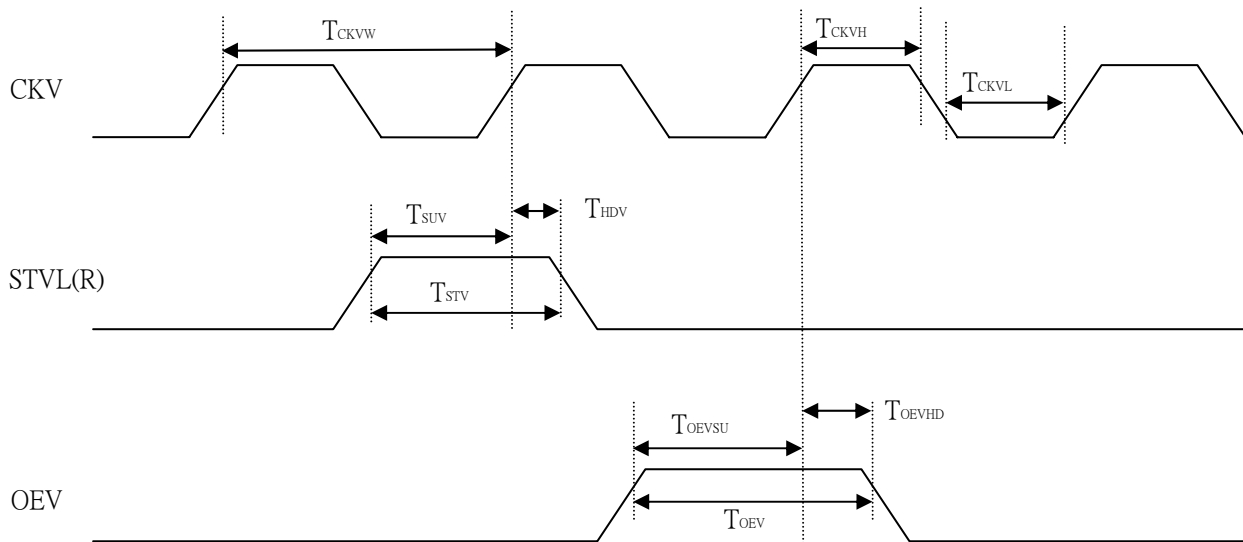 TCKVW
TCKVH
CKV
TCKVL
TSUV
THDV
STVL(R)
TSTV
TOEVSU
TOEVHD
OEV
TOEV